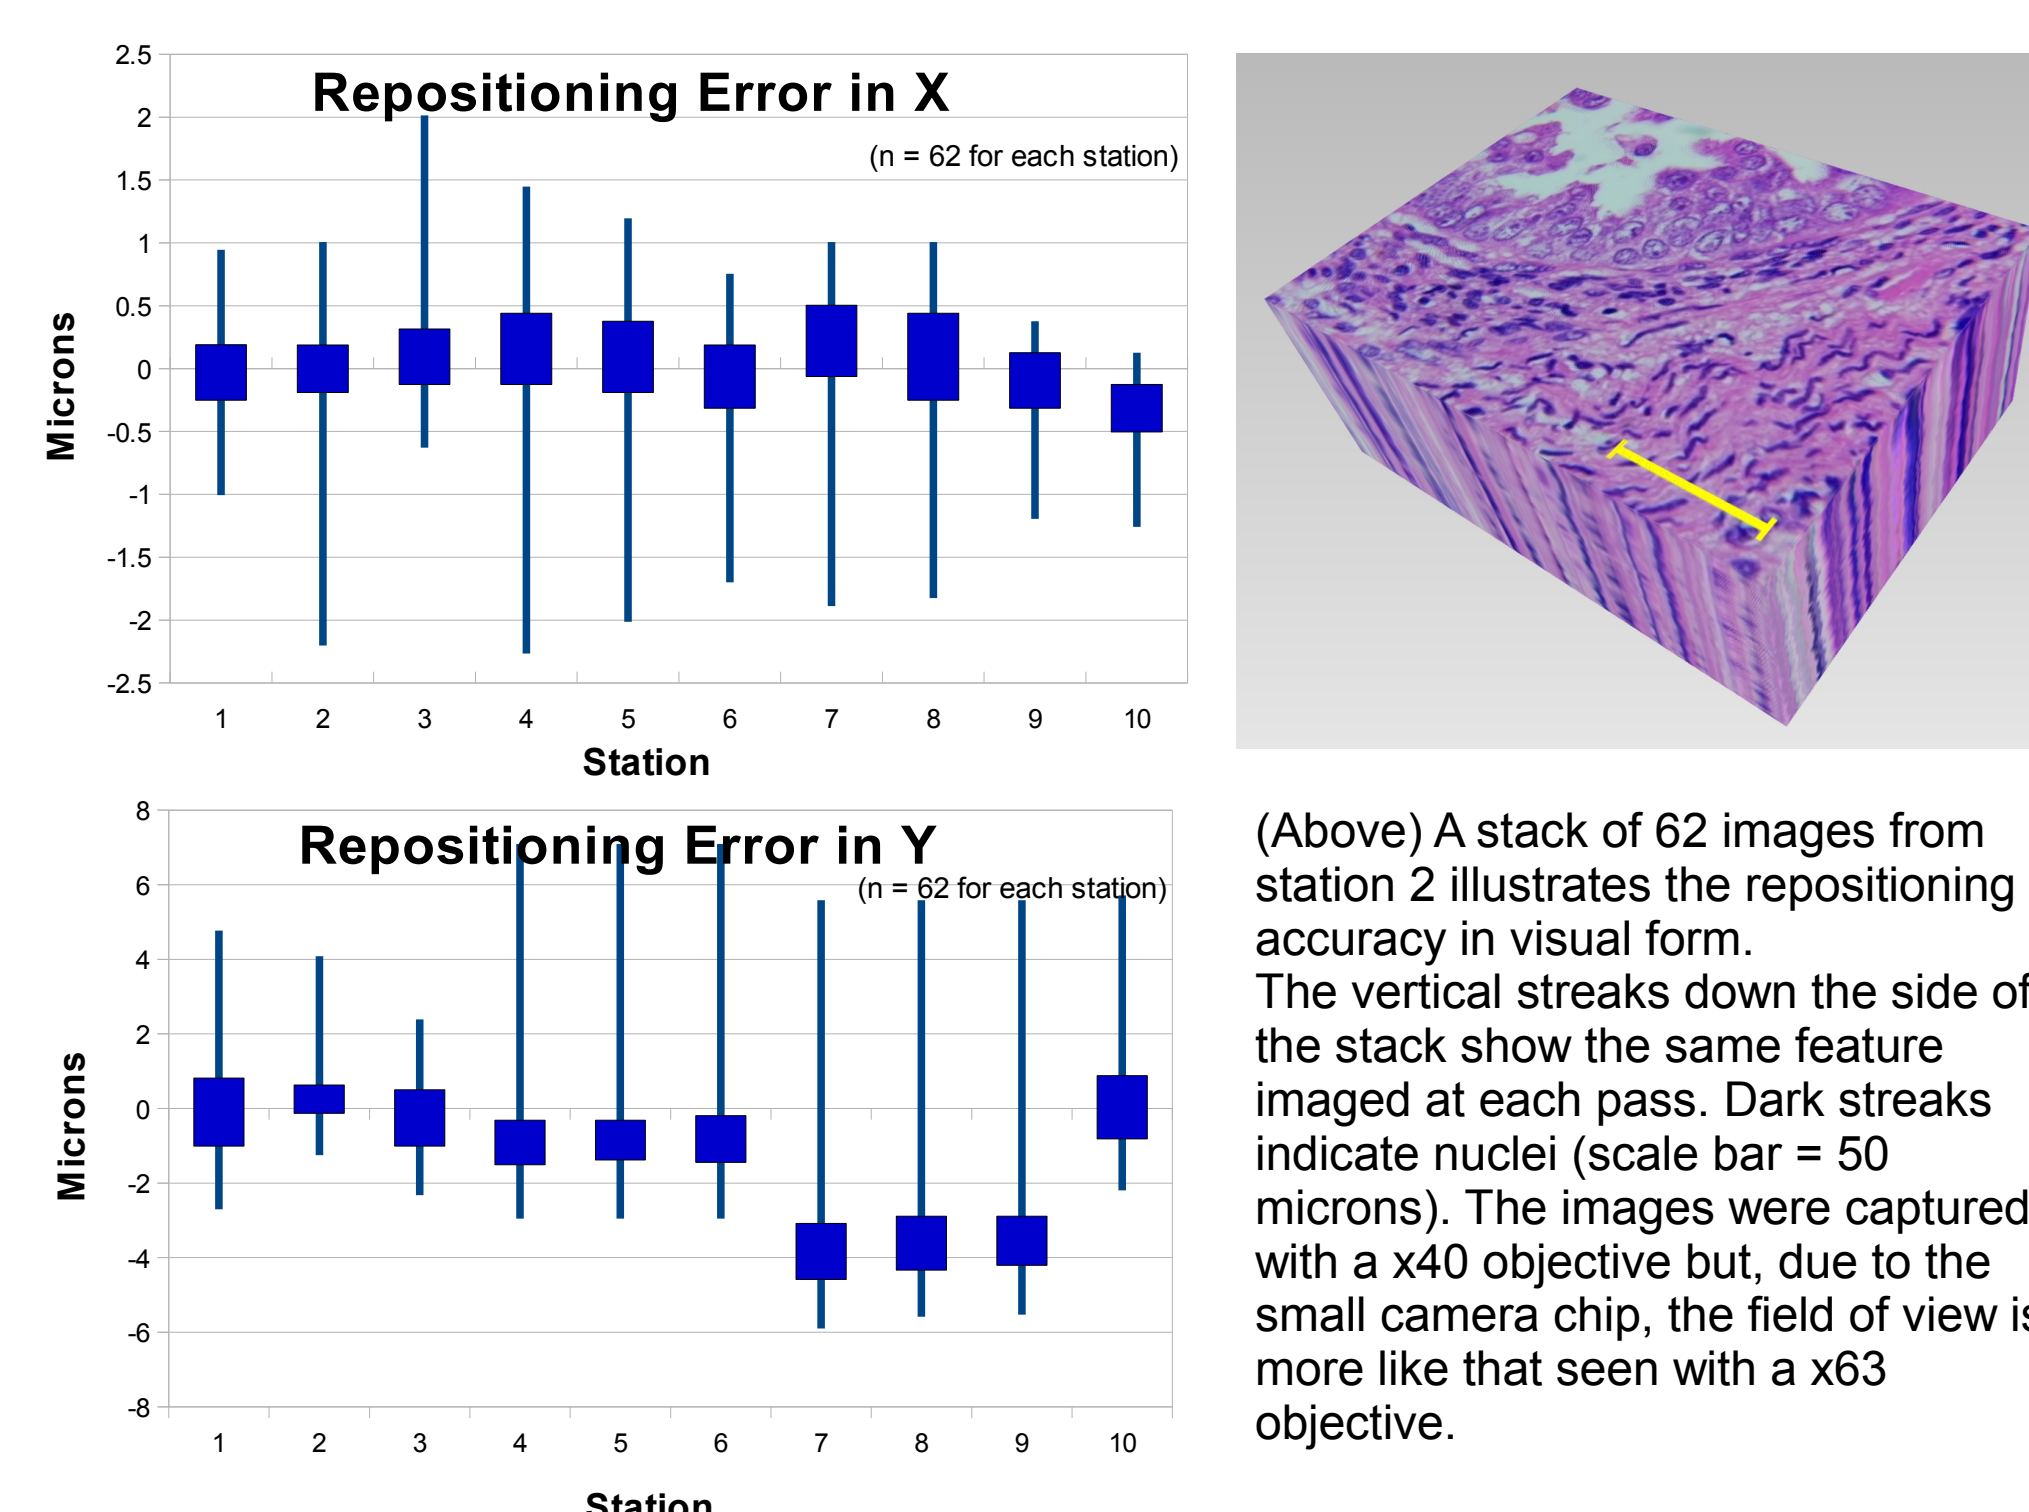 Repositioning Error in X
(n = 62 for each station)
Microns
2.5
2
1.5
1
0.5
0
-0.5
-1
-1.5
-2
-2.5
1 2 3 4 5 6 7 8 9 10
Station
Repositioning Error in Y
(n = 62 for each station)
Microns
8
6
4
2
0
-2
-4
-6
-8
1 2 3 4 5 6 7 8 9 10
Station
(Above) A stack of 62 images from
station 2 illustrates the repositioning
accuracy in visual form.
The vertical streaks down the side of
the stack show the same feature
imaged at each pass. Dark streaks
indicate nuclei (scale bar = 50
microns). The images were captured
with a x40 objective but, due to the
small camera chip, the field of view is
more like that seen with a x63
objective.